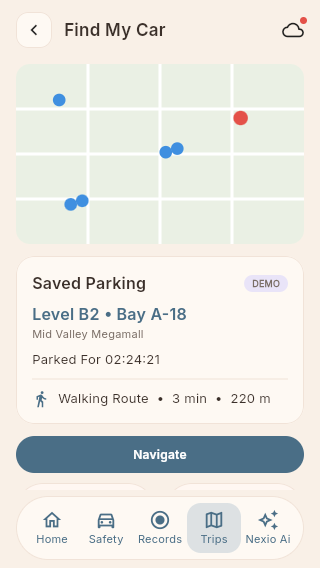 Find My Car
Saved Parking
DEMO
Level B2 • Bay A-18
Mid Valley Megamall
Parked For 02:24:21
Walking Route • 3 min • 220 m
Navigate
Home
Safety
Records
Trips
Nexio Ai